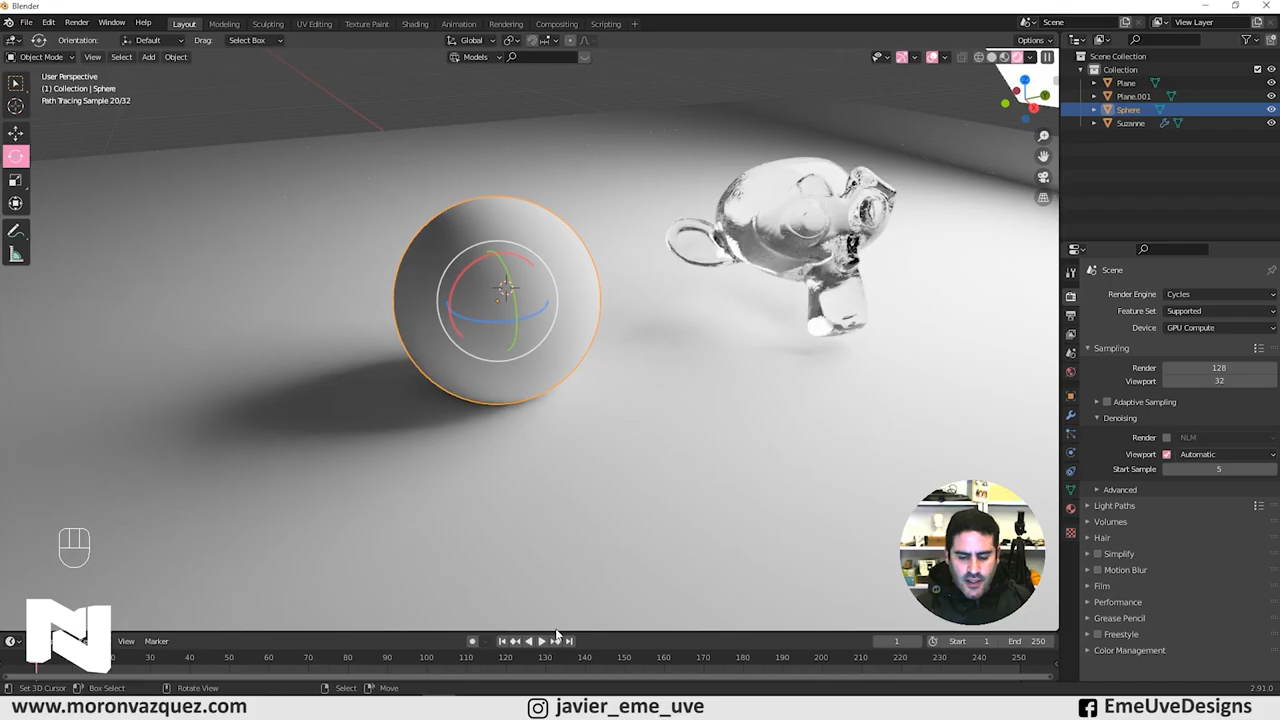 Blender
File Edit Render Window Help Layout Modeling Sculpting UV Editing Texture Paint Shading Animation Rendering Compositing Scripting + Scene View Layer
Orientation: Default Drag: Select Box Global Options
Object Mode View Select Add Object Models
User Perspective
(1) Collection | Sphere
Path Tracing Sample 20/32
Scene Collection
Collection
Plane
Plane.001
Sphere
Suzanne
Scene
Render Engine Cycles
Feature Set Supported
Device GPU Compute
Sampling
Render 128
Viewport 32
Adaptive Sampling
Denoising
Render NLM
Viewport Automatic
Start Sample 5
Advanced
Light Paths
Volumes
Hair
Simplify
Motion Blur
Film
Performance
Grease Pencil
Freestyle
Color Management
N
View Marker 1 Start 1 End 250
30 40 50 60 70 80 90 100 110 120 130 140 150 160 170 180 190 200 210 220 230 240 250
Set 3D Cursor Box Select Rotate View Select Move 2.91.0
www.moronvazquez.com javier_eme_uve EmeUveDesigns